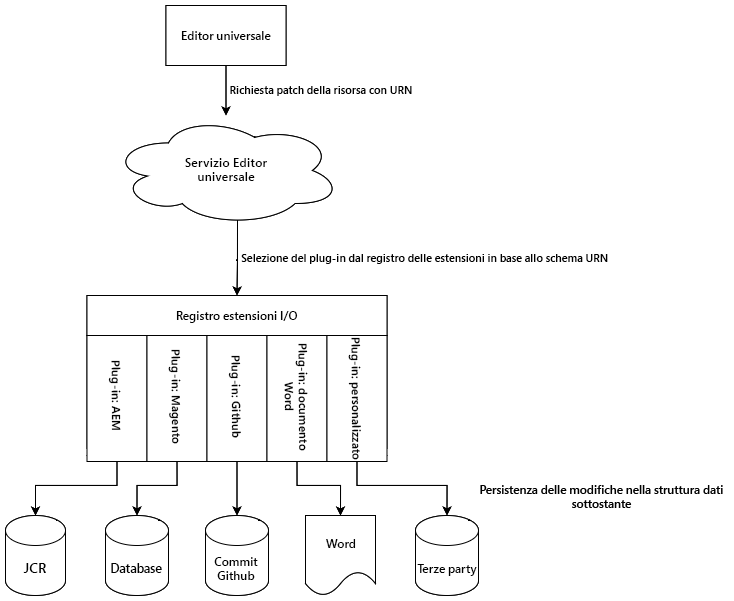 Editor universale
Richiesta patch della risorsa con URN
Servizio Editor
universale
Selezione del plug-in dal registro delle estensioni in base allo schema URN
Registro estensioni I/O
Plug-in: AEM
Plug-in: Magento
Plug-in: Github
Plug-in: documento
Word
Plug-in: personalizzato
Persistenza delle modifiche nella struttura dati
sottostante
JCR
Database
Commit
Github
Word
Terze party